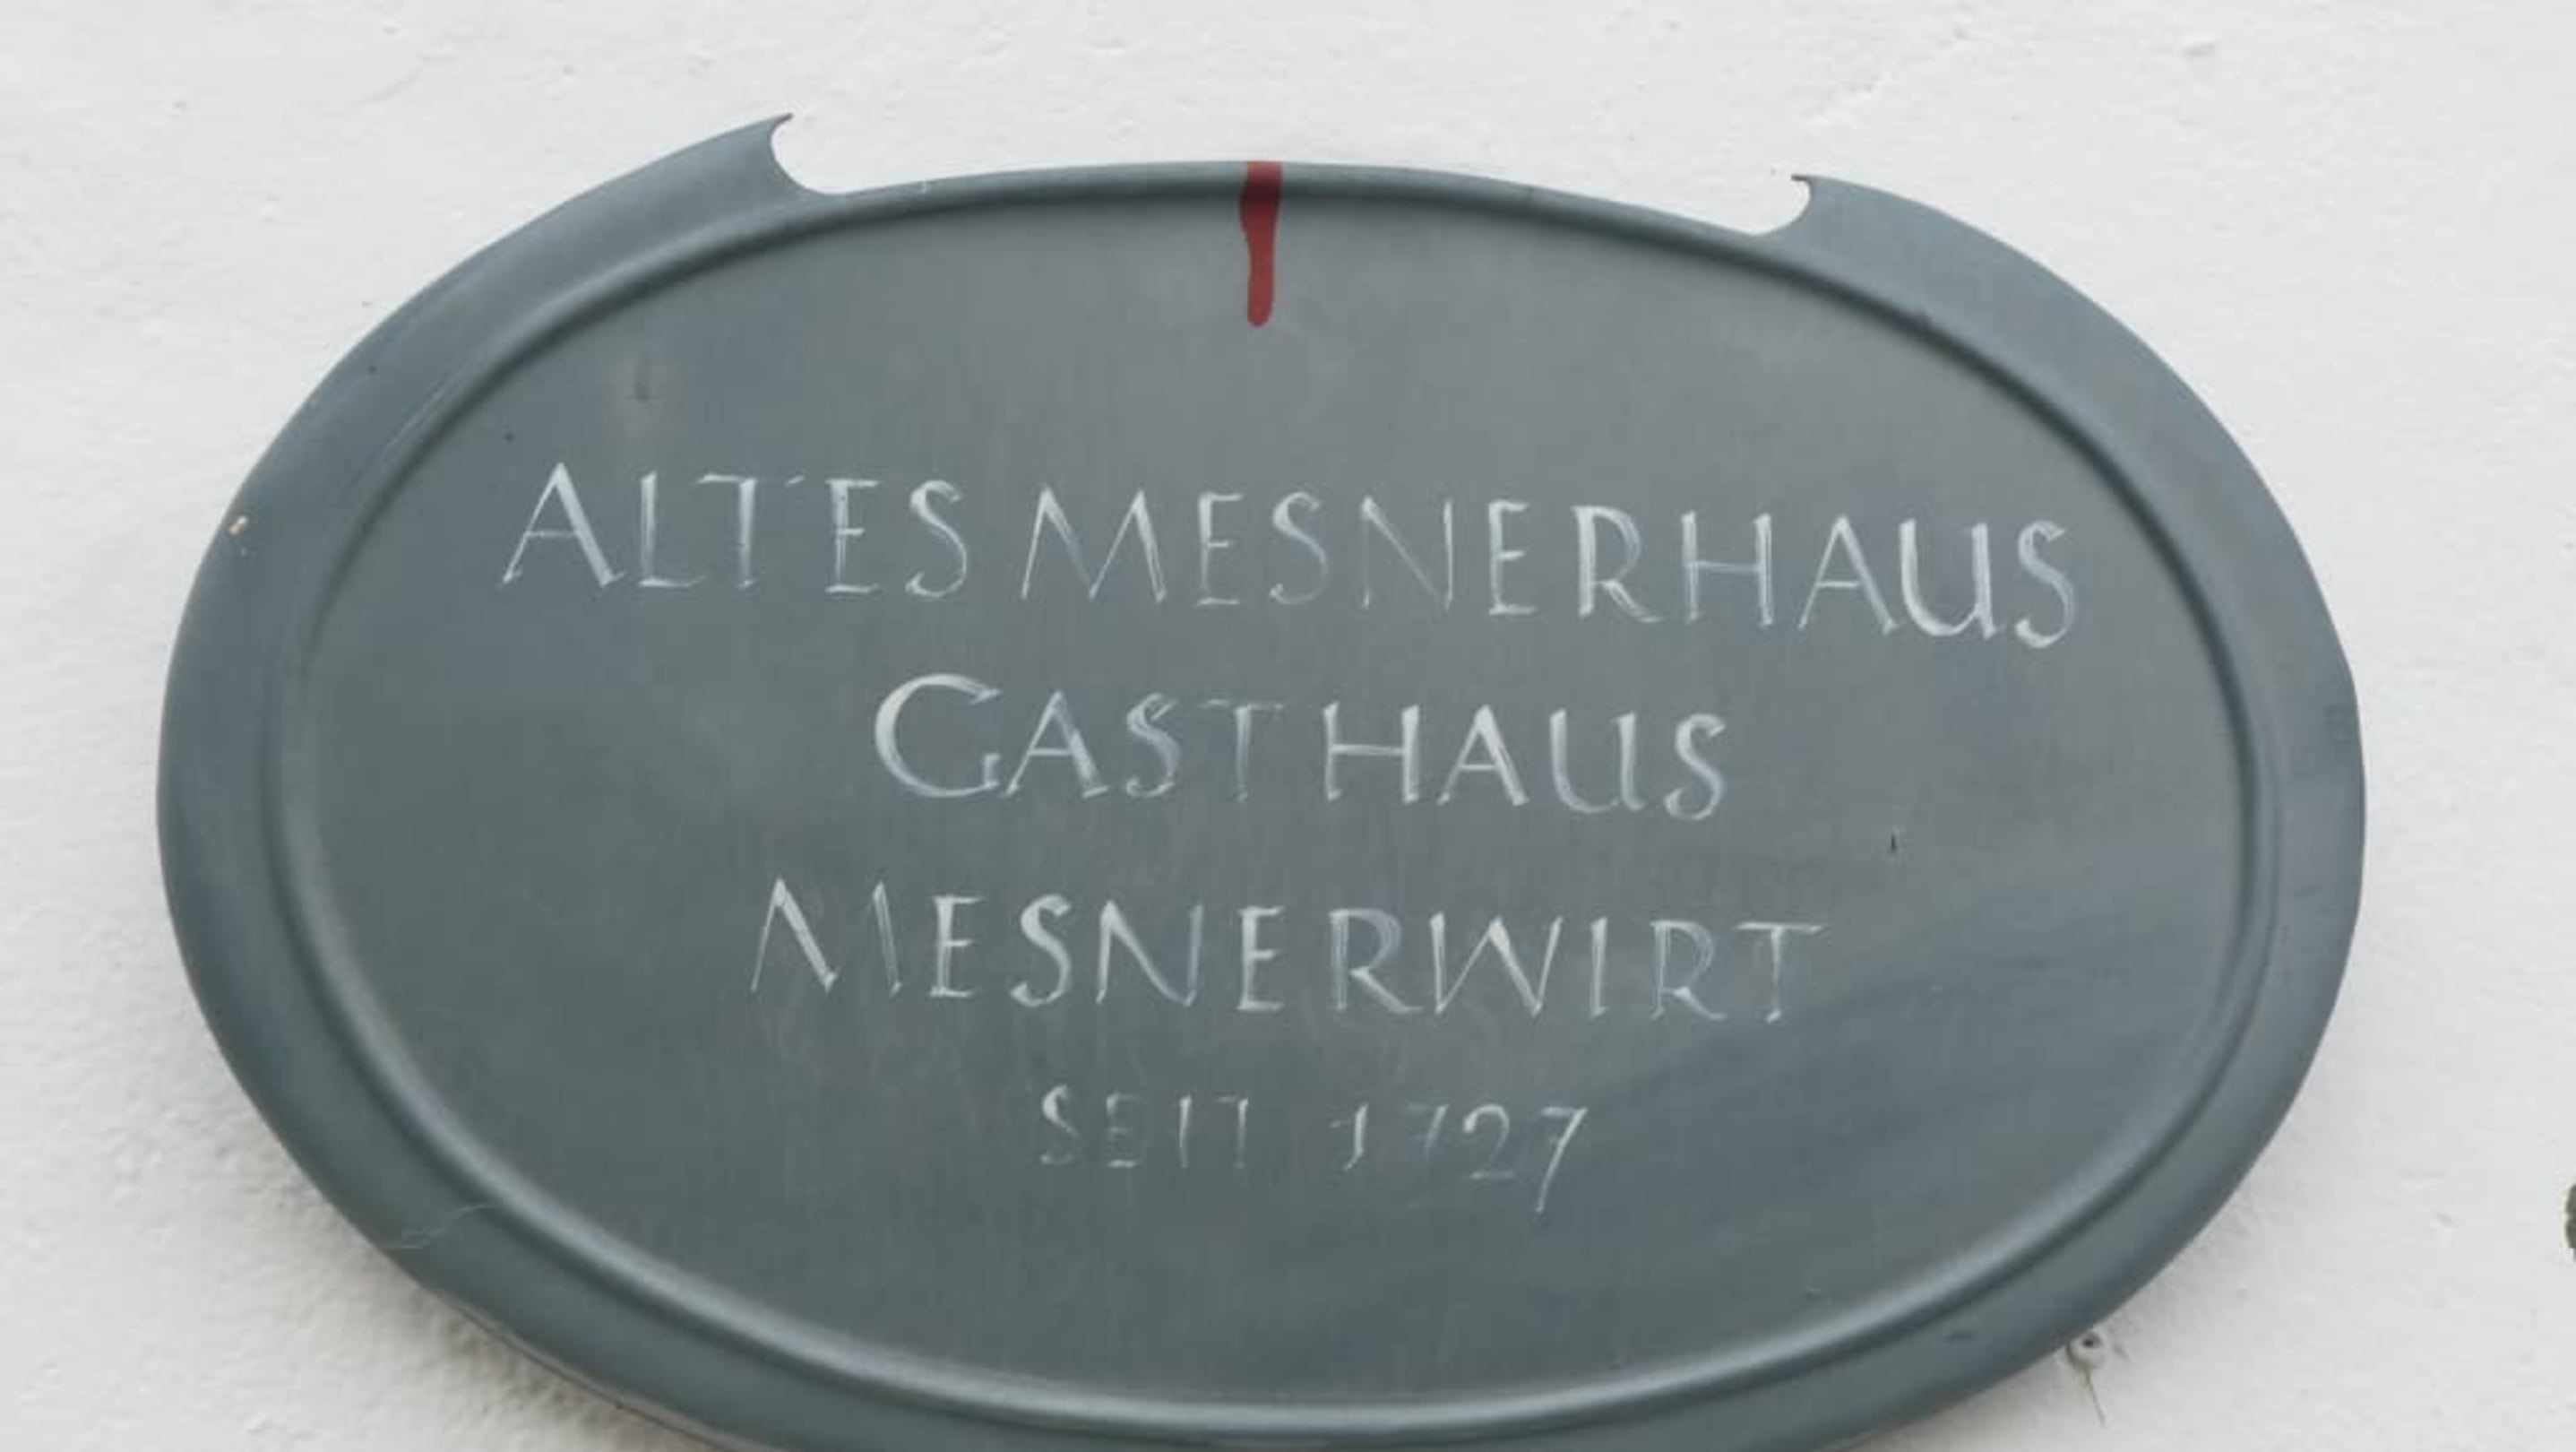 ALTES MESNERHAUS
GASTHAUS
MESNERWIRT
SEIT 1727